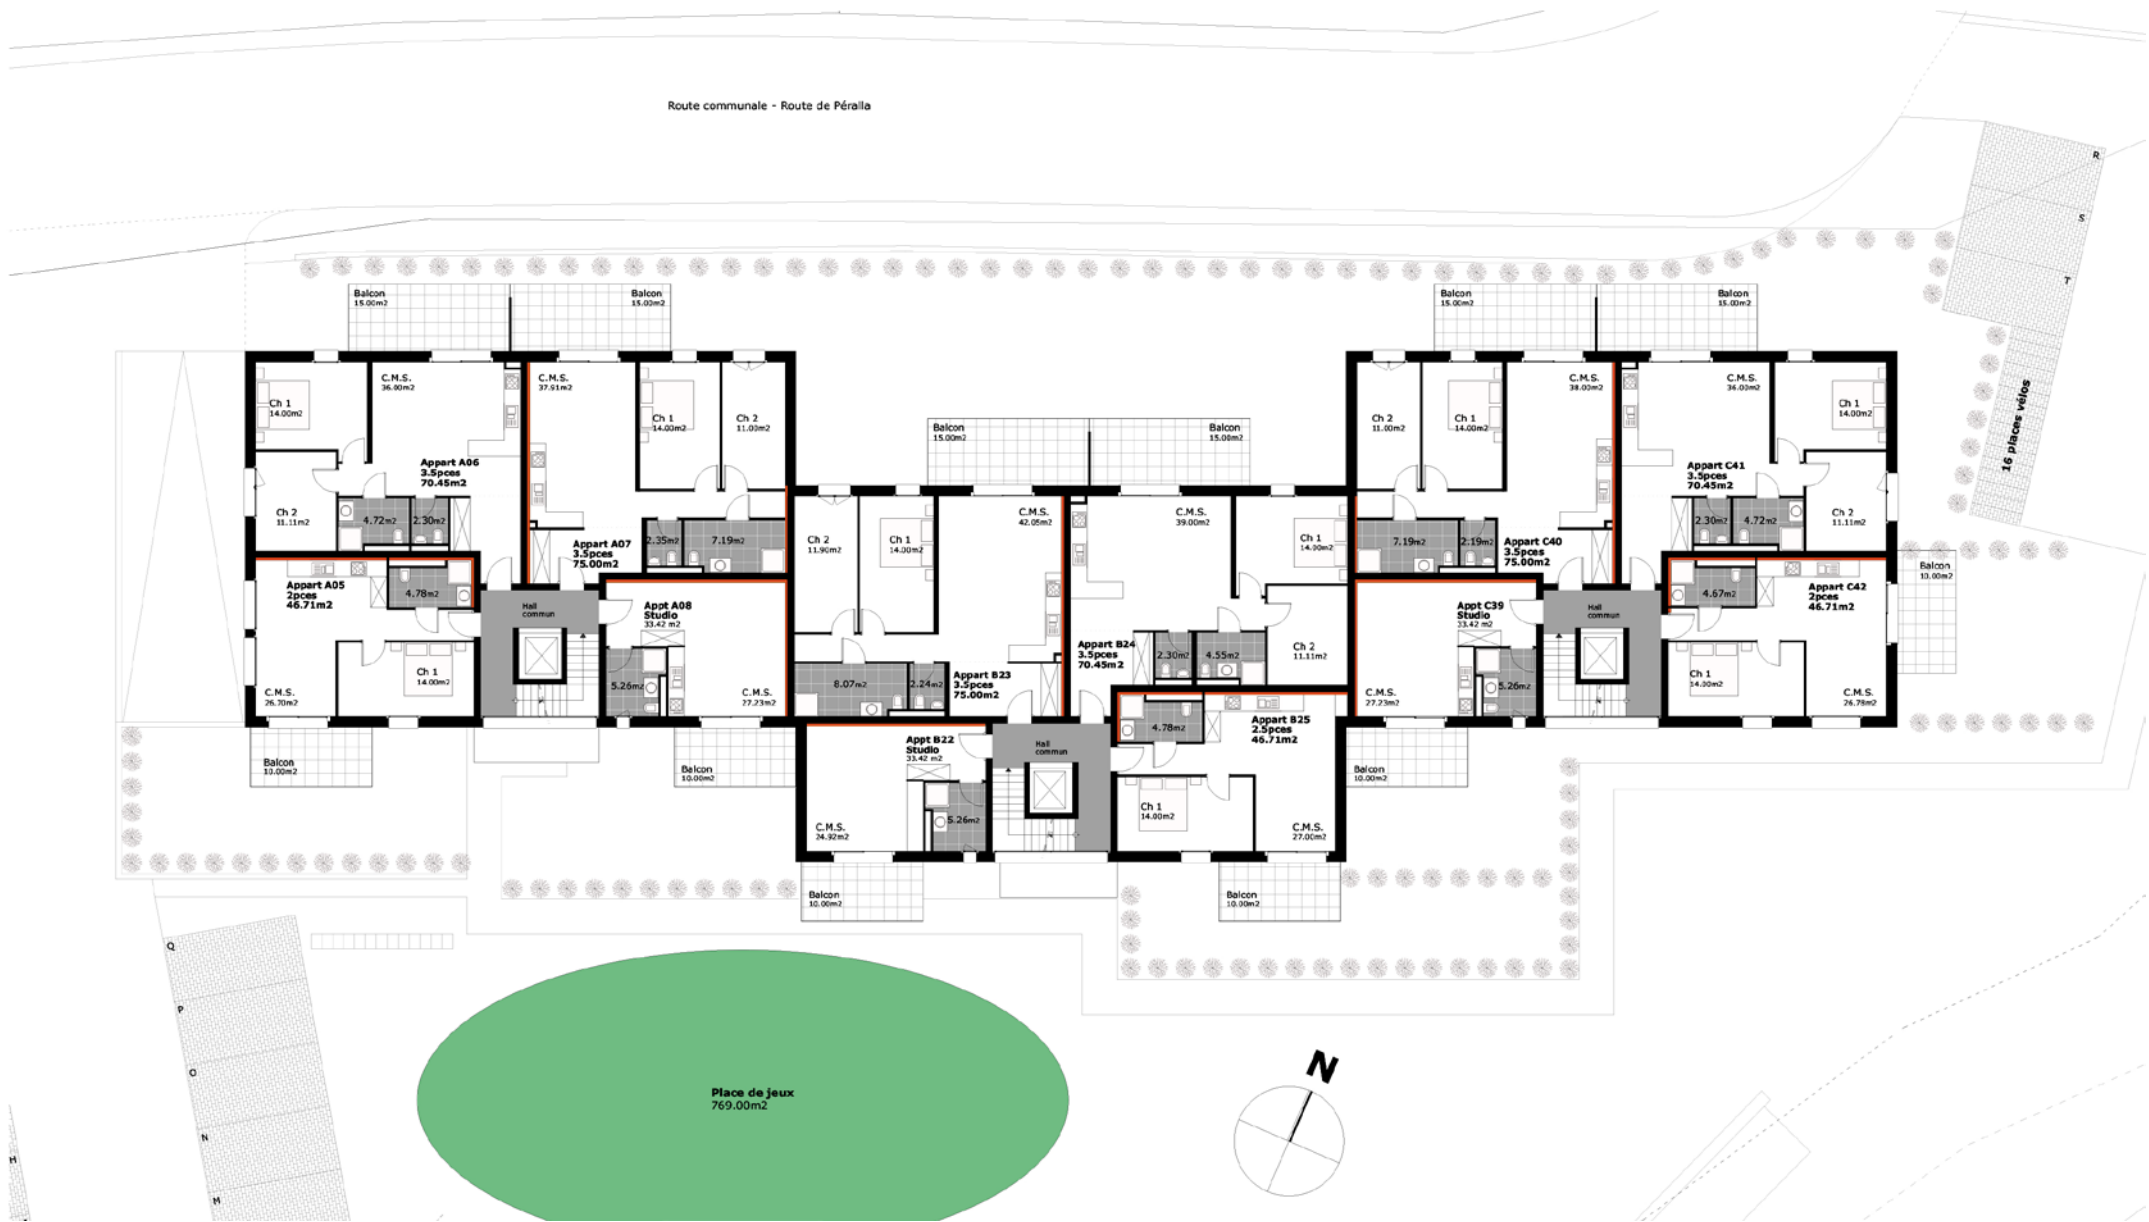 Route communale - Route de Péralla
R
S
T
16 places vélos
Balcon
15.00m2
Balcon
15.00m2
Balcon
15.00m2
Balcon
15.00m2
Balcon
15.00m2
Balcon
15.00m2
Ch 1
14.00m2
C.M.S.
36.00m2
Appart A06
3.5pces
70.45m2
Ch 2
11.11m2
4.72m2
2.30m2
C.M.S.
37.91m2
Ch 1
14.00m2
Ch 2
11.00m2
Appart A07
3.5pces
75.00m2
2.35m2
7.19m2
Appart A05
2pces
46.71m2
4.78m2
Ch 1
14.00m2
C.M.S.
26.70m2
Balcon
10.00m2
Hall
commun
Appt A08
Studio
33.42 m2
5.26m2
C.M.S.
27.23m2
Balcon
10.00m2
Ch 2
11.90m2
Ch 1
14.00m2
C.M.S.
42.05m2
8.07m2
2.24m2
Appart B23
3.5pces
75.00m2
C.M.S.
39.00m2
Ch 1
14.00m2
Appart B24
3.5pces
70.45m2
2.30m2
4.55m2
Ch 2
11.11m2
Appt B22
Studio
33.42 m2
C.M.S.
24.92m2
5.26m2
Balcon
10.00m2
Hall
commun
4.78m2
Appart B25
2.5pces
46.71m2
Ch 1
14.00m2
C.M.S.
27.00m2
Balcon
10.00m2
Ch 2
11.00m2
Ch 1
14.00m2
C.M.S.
38.00m2
7.19m2
2.19m2
Appart C40
3.5pces
75.00m2
C.M.S.
36.00m2
Ch 1
14.00m2
Appart C41
3.5pces
70.45m2
2.30m2
4.72m2
Ch 2
11.11m2
Appt C39
Studio
33.42 m2
C.M.S.
27.23m2
5.26m2
Balcon
10.00m2
Hall
commun
4.67m2
Appart C42
2pces
46.71m2
Ch 1
14.00m2
C.M.S.
26.78m2
Balcon
10.00m2
Q
P
O
N
M
H
Place de jeux
769.00m2
N